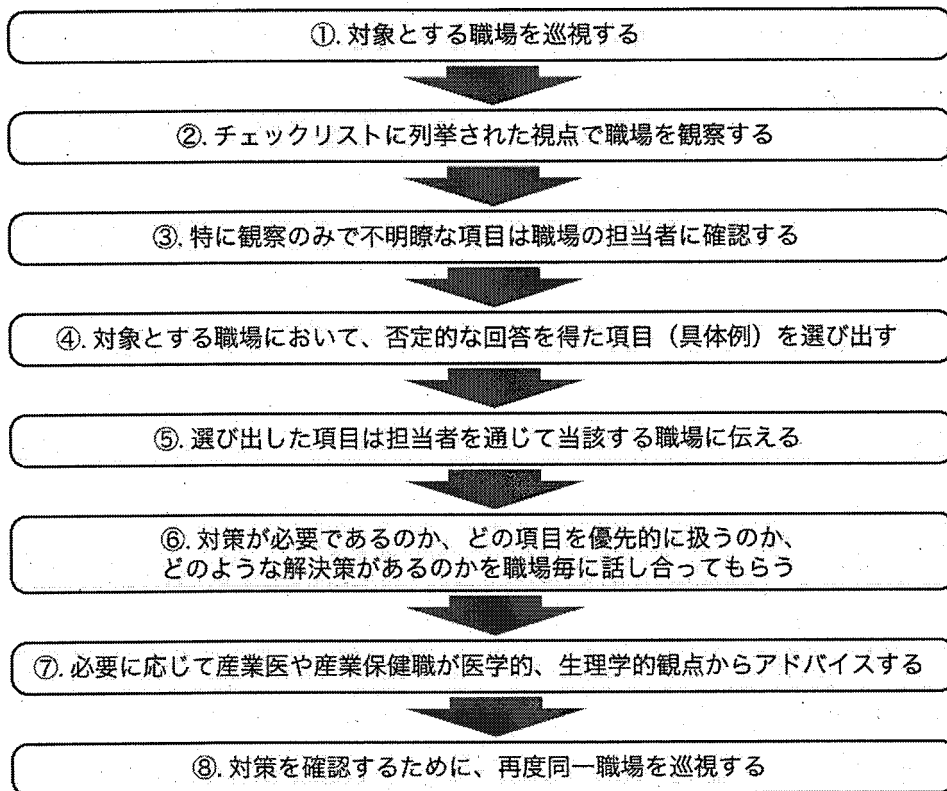 ①. 対象とする職場を巡視する
②. チェックリストに列挙された視点で職場を観察する
③. 特に観察のみで不明瞭な項目は職場の担当者に確認する
④. 対象とする職場において、否定的な回答を得た項目（具体例）を選び出す
⑤. 選び出した項目は担当者を通じて当該する職場に伝える
⑥. 対策が必要であるのか、どの項目を優先的に扱うのか、
どのような解決策があるのかを職場毎に話し合ってもらう
⑦. 必要に応じて産業医や産業保健職が医学的、生理学的観点からアドバイスする
⑧. 対策を確認するために、再度同一職場を巡視する